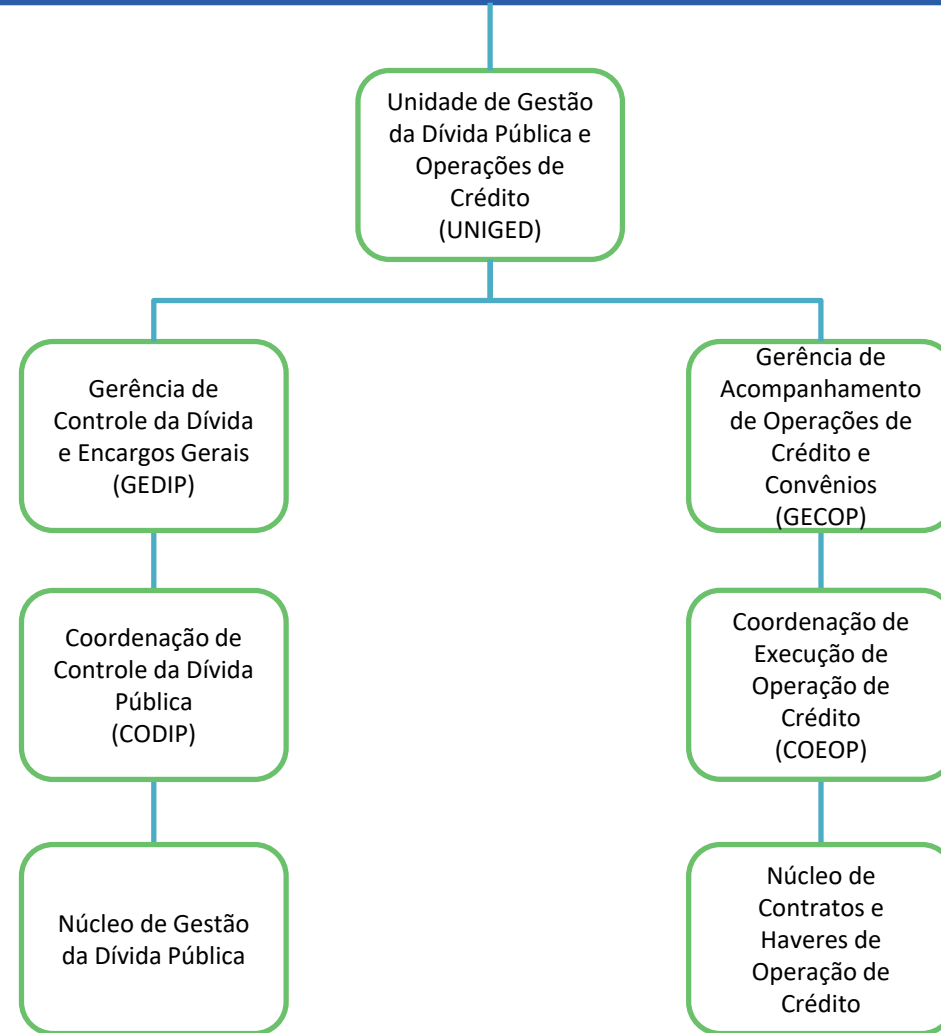 Unidade de Gestão
da Dívida Pública e
Operações de
Crédito
(UNIGED)
Gerência de
Controle da Dívida
e Encargos Gerais
(GEDIP)
Gerência de
Acompanhamento
de Operações de
Crédito e
Convênios
(GECOP)
Coordenação de
Controle da Dívida
Pública
(CODIP)
Coordenação de
Execução de
Operação de
Crédito
(COEOP)
Núcleo de Gestão
da Dívida Pública
Núcleo de
Contratos e
Haveres de
Operação de
Crédito